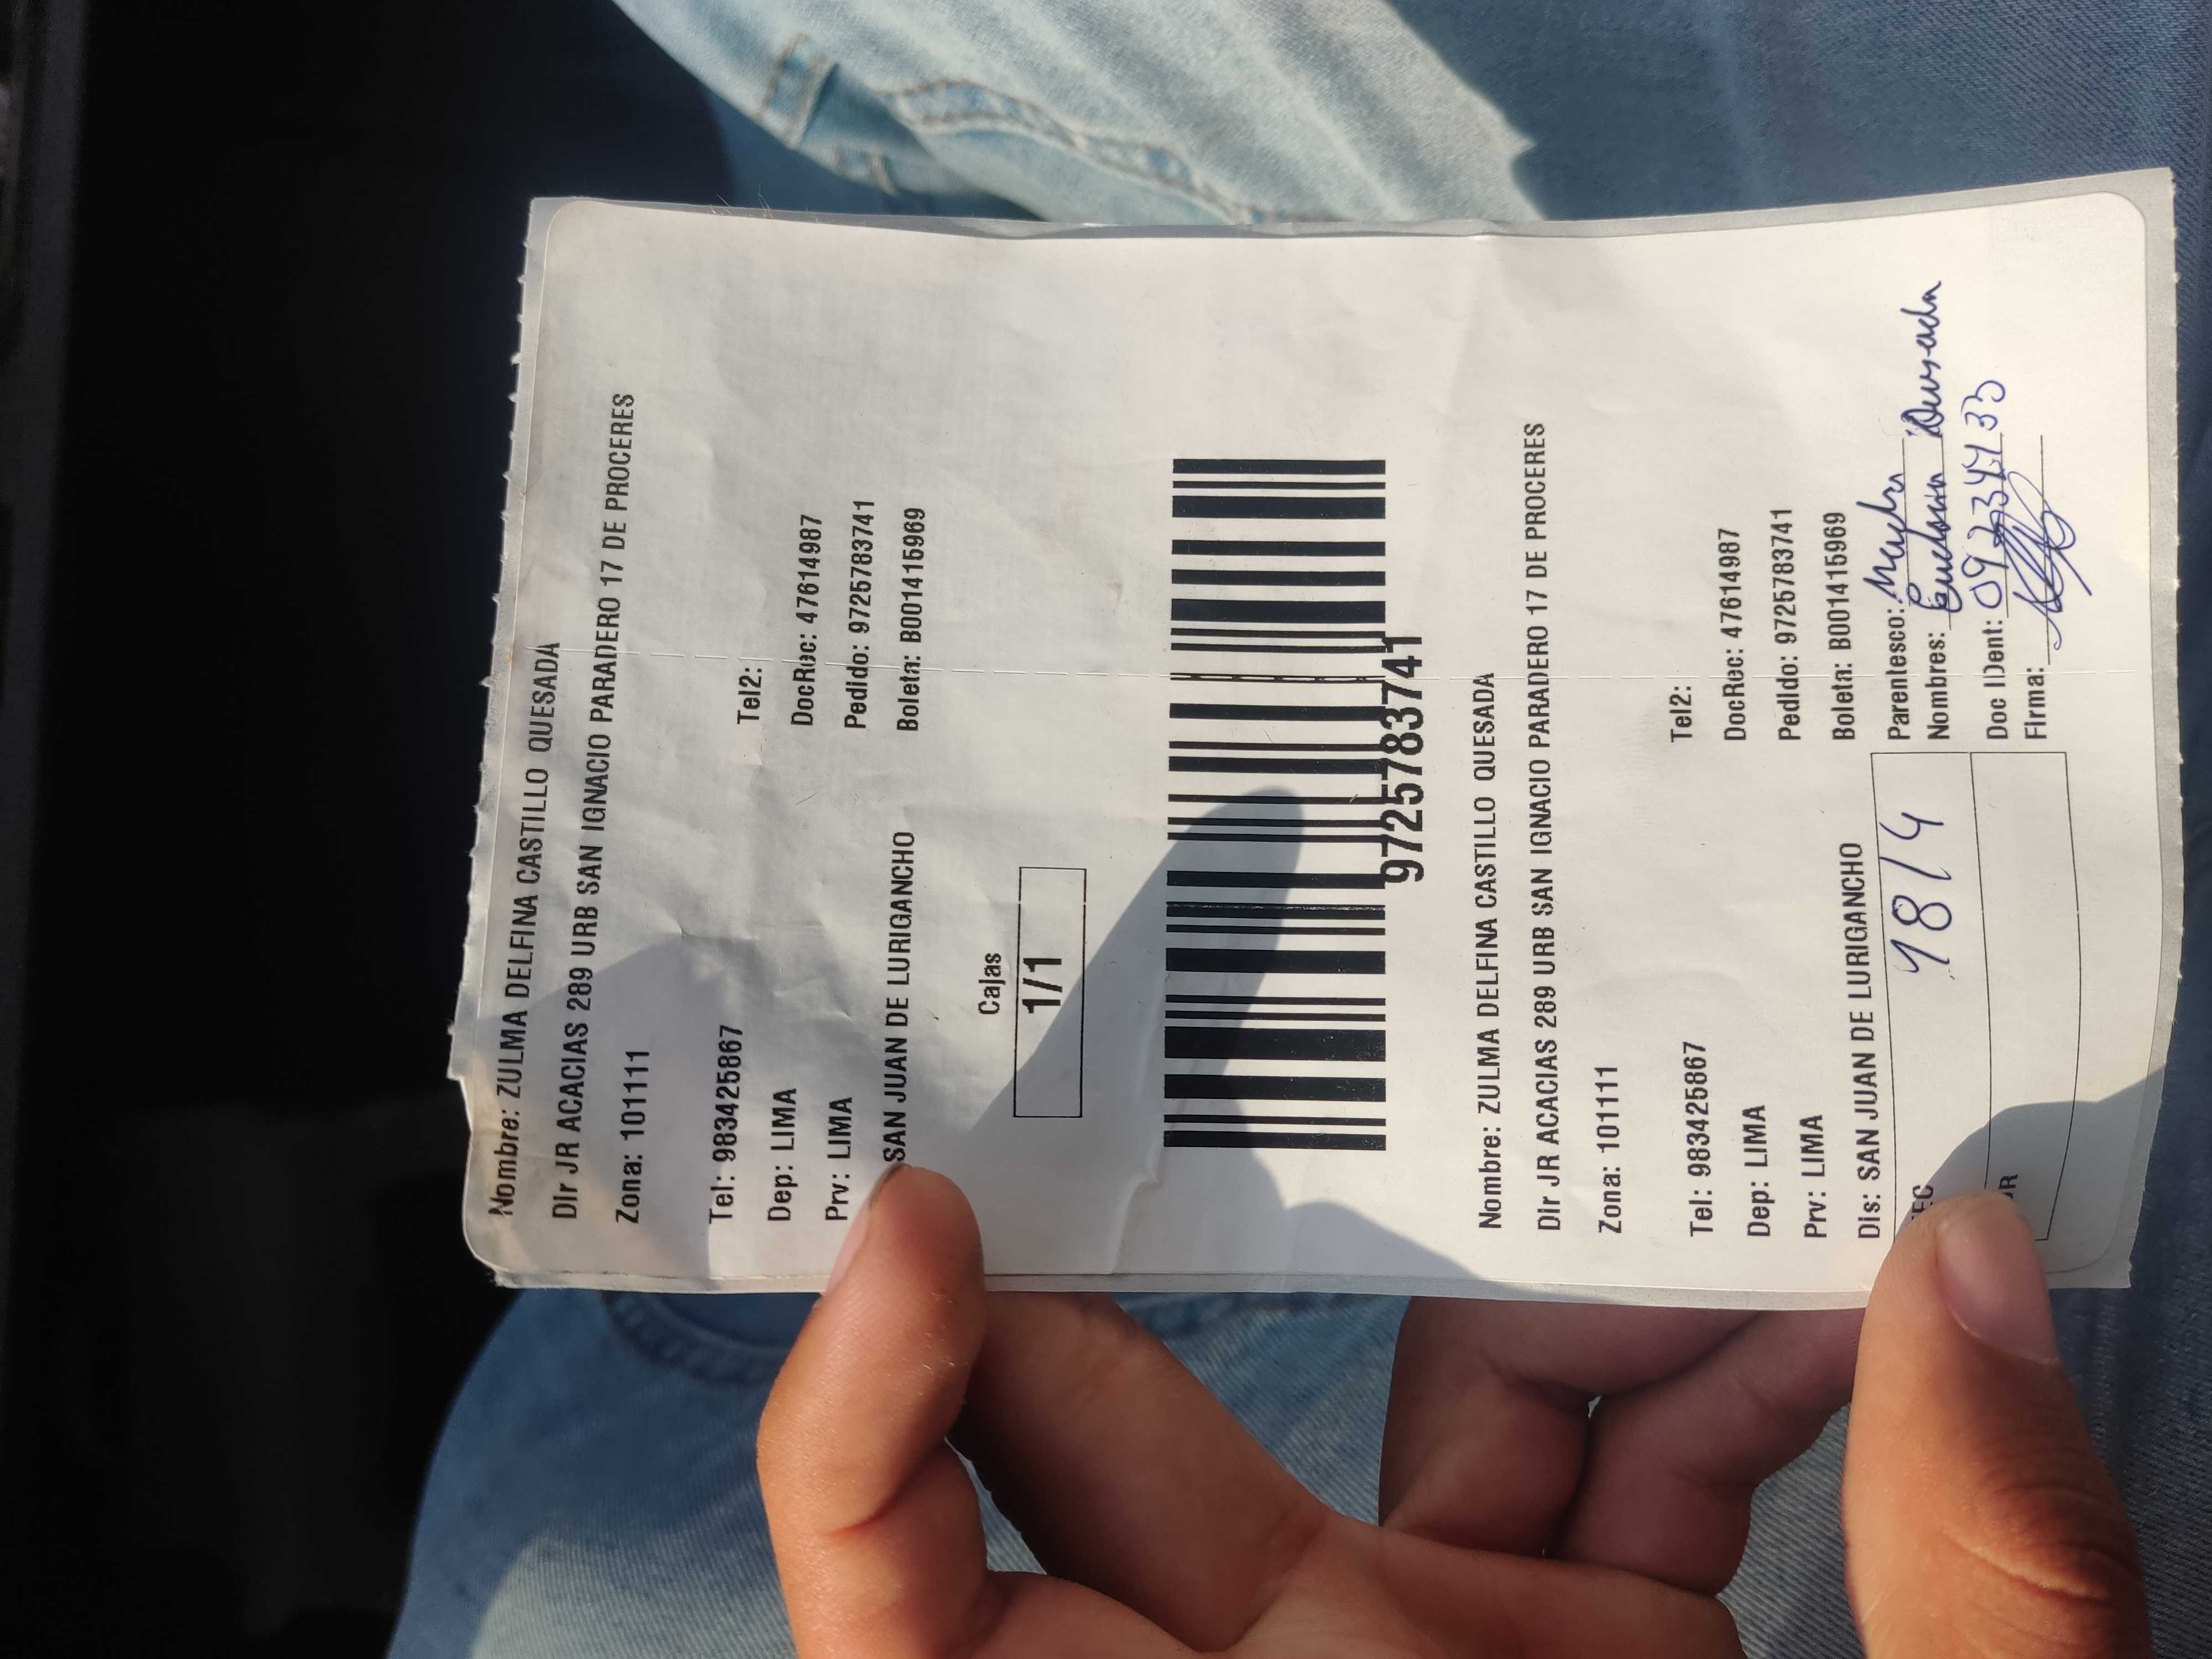 Nombre: ZULMA DELFINA CASTILLO QUESADA
Dir JR ACACIAS 289 URB SAN IGNACIO PARADERO 17 DE PROCERES
Zona: 101111
Tel: 983425867 Tel2:
Dep: LIMA DocRec: 47614987
Prv: LIMA Pedido: 9725783741
SAN JUAN DE LURIGANCHO Boleta: B001415969
Cajas
1/1
9725783741
Nombre: ZULMA DELFINA CASTILLO QUESADA
Dir JR ACACIAS 289 URB SAN IGNACIO PARADERO 17 DE PROCERES
Zona: 101111
Tel: 983425867 Tel2:
Dep: LIMA DocRec: 47614987
Prv: LIMA Pedido: 9725783741
Dis: SAN JUAN DE LURIGANCHO Boleta: B001415969
18/4 Parentesco:
Nombres:
Doc IDent:
Firma: